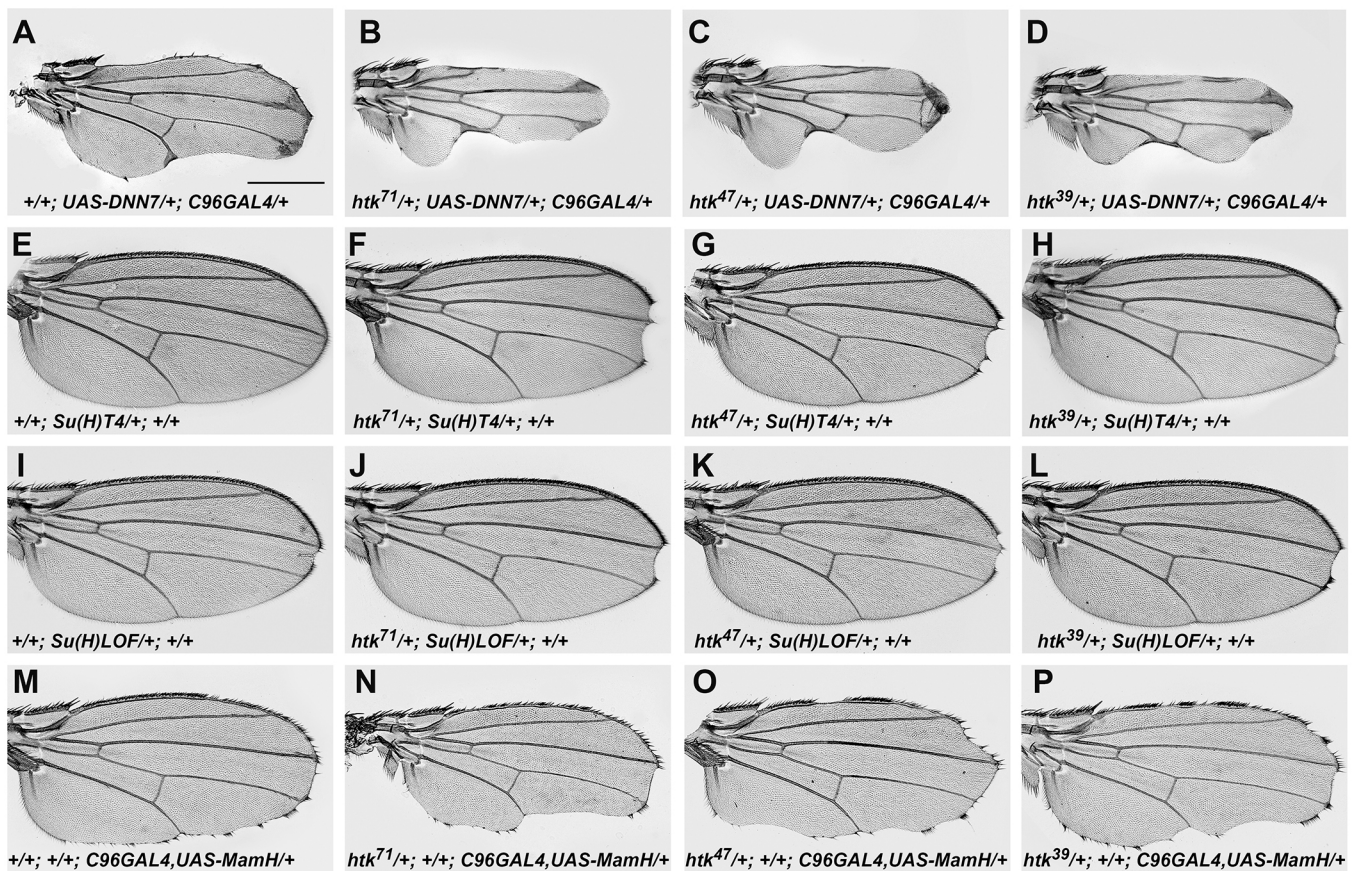 A
B
C
D
+/+; UAS-DNN7/+; C96GAL4/+
htk71/+; UAS-DNN7/+; C96GAL4/+
htk47/+; UAS-DNN7/+; C96GAL4/+
htk39/+; UAS-DNN7/+; C96GAL4/+
E
F
G
H
+/+; Su(H)T4/+; +/+
htk71/+; Su(H)T4/+; +/+
htk47/+; Su(H)T4/+; +/+
htk39/+; Su(H)T4/+; +/+
I
J
K
L
+/+; Su(H)LOF/+; +/+
htk71/+; Su(H)LOF/+; +/+
htk47/+; Su(H)LOF/+; +/+
htk39/+; Su(H)LOF/+; +/+
M
N
O
P
+/+; +/+; C96GAL4,UAS-MamH/+
htk71/+; +/+; C96GAL4,UAS-MamH/+
htk47/+; +/+; C96GAL4,UAS-MamH/+
htk39/+; +/+; C96GAL4,UAS-MamH/+